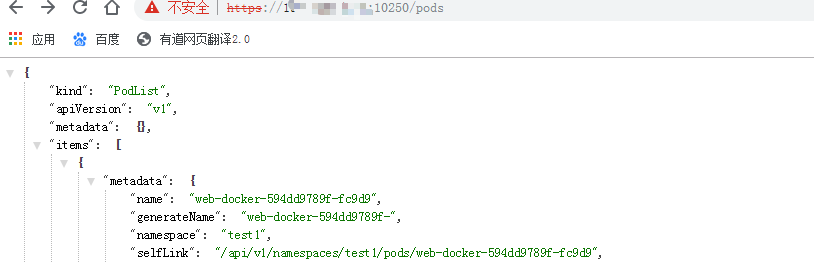 不安全 | https://1 :10250/pods
应用 百度 有道网页翻译2.0
{
"kind": "PodList",
"apiVersion": "v1",
"metadata": {},
"items": [
{
"metadata": {
"name": "web-docker-594dd9789f-fc9d9",
"generateName": "web-docker-594dd9789f-",
"namespace": "test1",
"selfLink": "/api/v1/namespaces/test1/pods/web-docker-594dd9789f-fc9d9",